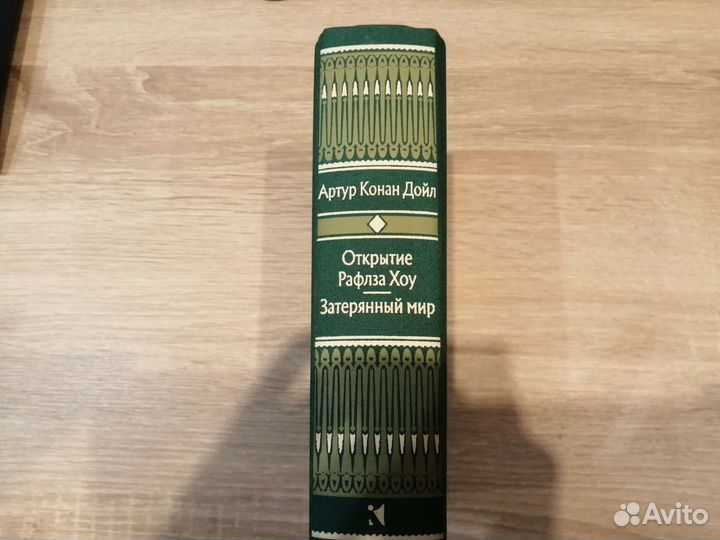 Артур Конан Дойл
Открытие
Рафлза Хоу
Затерянный мир
Avito